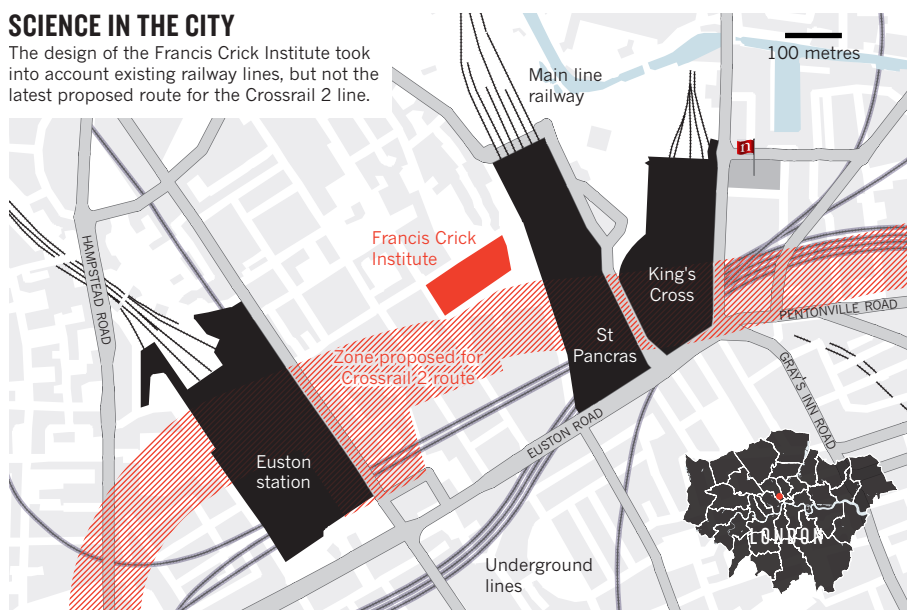 SCIENCE IN THE CITY
The design of the Francis Crick Institute took
into account existing railway lines, but not the
latest proposed route for the Crossrail 2 line.
100 metres
Main line
railway
n
HAMPSTEAD ROAD
Francis Crick
Institute
King's
Cross
PENTONVILLE ROAD
St
Pancras
Zone proposed for
Crossrail 2 route
GRAY'S INN ROAD
EUSTON ROAD
Euston
station
LONDON
Underground
lines